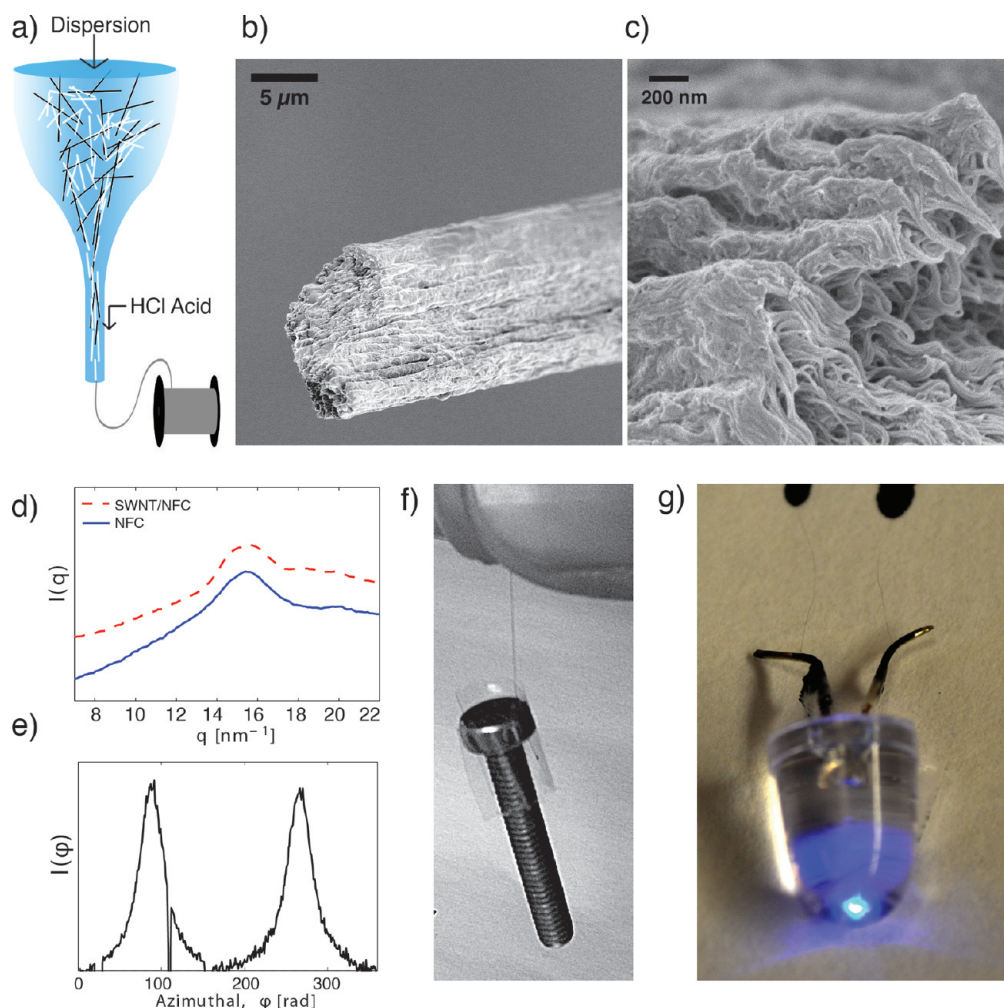 a)
Dispersion
HCl Acid
b)
5 µm
c)
200 nm
d)
SWNT/NFC
NFC
I(q)
8 10 12 14 16 18 20 22
q [nm⁻¹]
e)
I(φ)
0 100 200 300
Azimuthal, φ [rad]
f)
g)